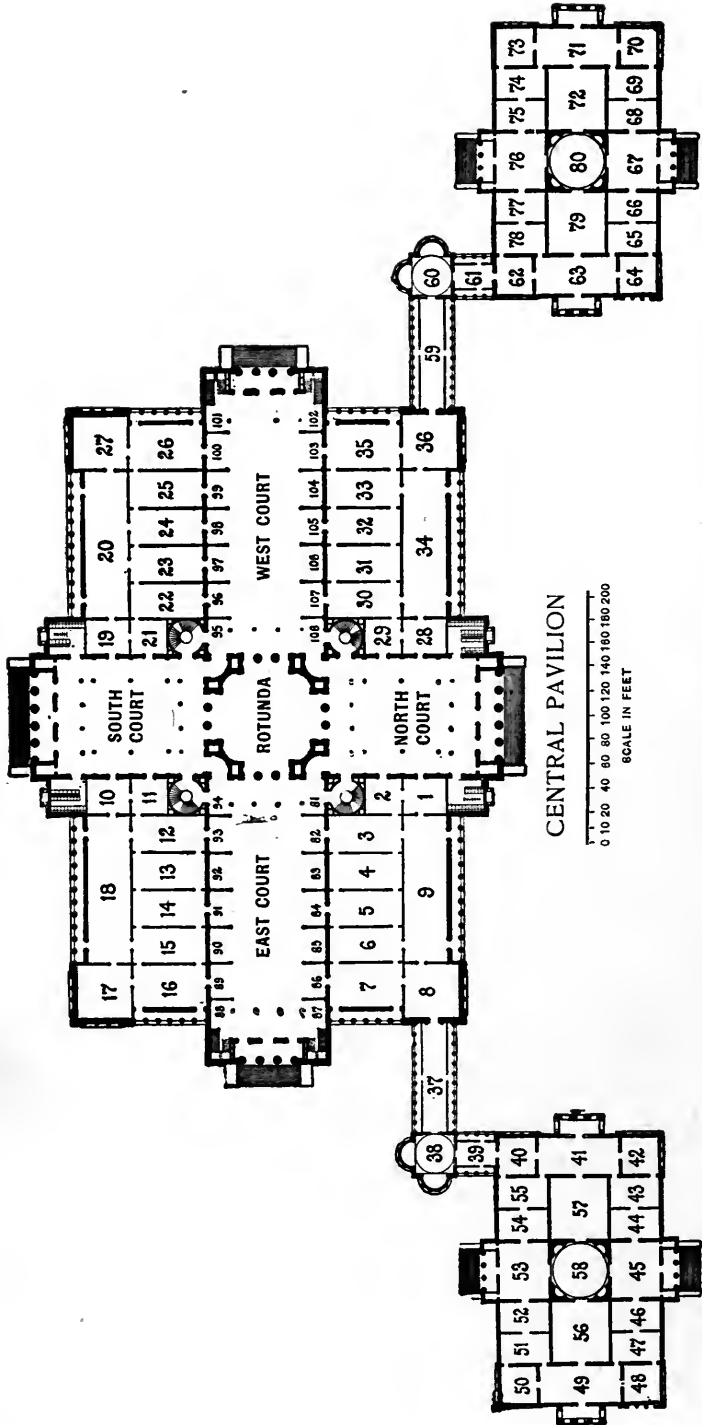 17 18 10 SOUTH 19 20 27
COURT
16 15 14 13 12 11 21 22 23 24 25 26
88 89 90 91 92 93 94 95 96 97 98 99 100 101
EAST COURT ROTUNDA WEST COURT
87 86 85 84 83 82 81 108 107 106 105 104 103 102
7 6 5 4 3 2 29 30 31 32 33 35
8 9 1 NORTH 28 34 36
COURT
38 37 59 60
39 61
50 51 52 53 54 55 40
62 78 77 76 75 74 73
49 56 58 57 41
63 79 80 72 71
48 47 46 45 44 43 42
64 65 66 67 68 69 70
CENTRAL PAVILION
0 10 20 40 60 80 100 120 140 160 180 200
SCALE IN FEET